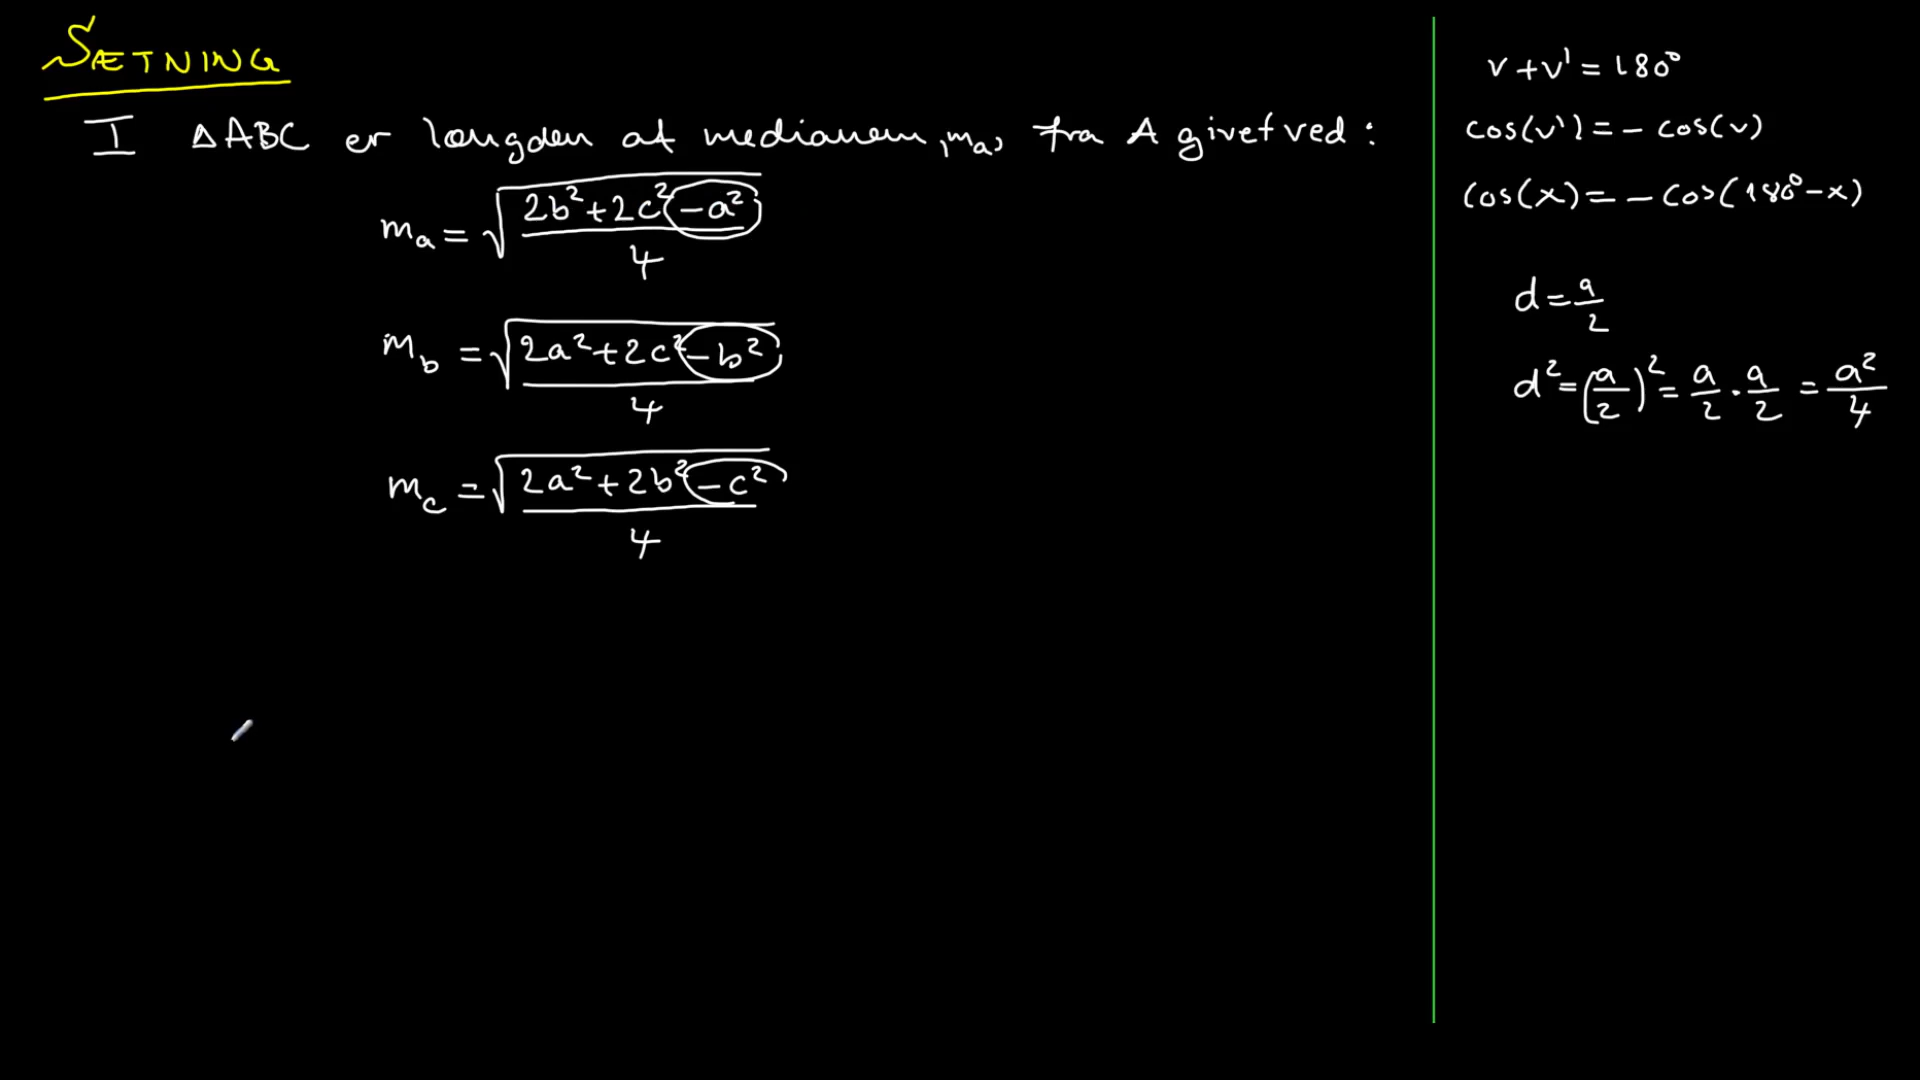 SÆTNING
I △ABC er længden af medianen, mₐ, fra A givet ved:
mₐ = √((2b² + 2c² - a²)/4)
m_b = √((2a² + 2c² - b²)/4)
m_c = √((2a² + 2b² - c²)/4)
v + v' = 180°
cos(v') = - cos(v)
cos(x) = - cos(180° - x)
d = a/2
d² = (a/2)² = a/2 · a/2 = a²/4